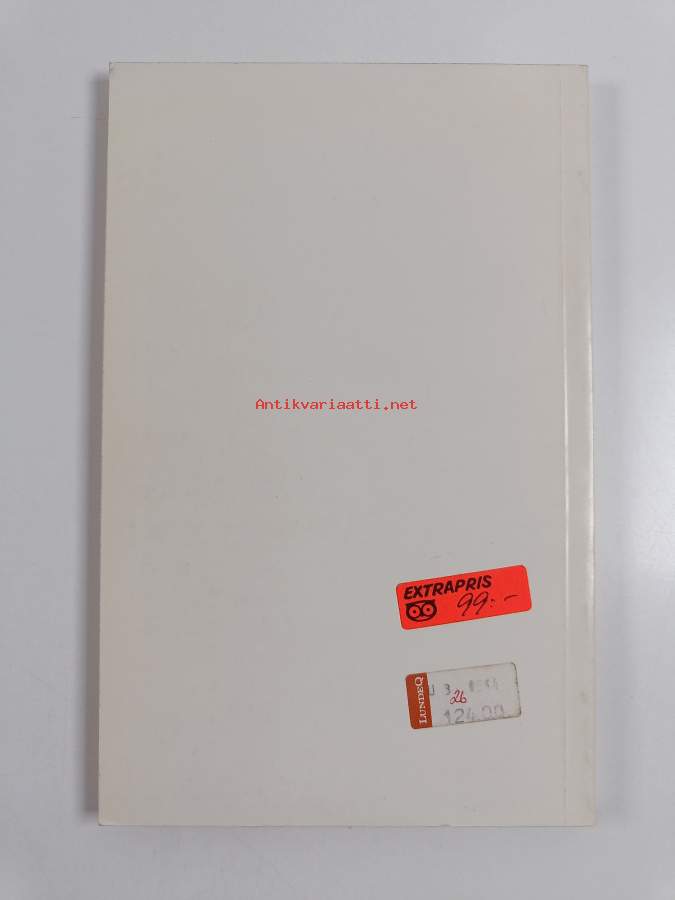 Antikvariaatti.net
EXTRAPRIS
99:-
LUNDEQ
26
124.00